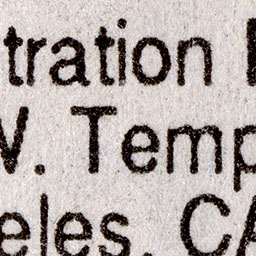 tration
W. Temp
eles, CA